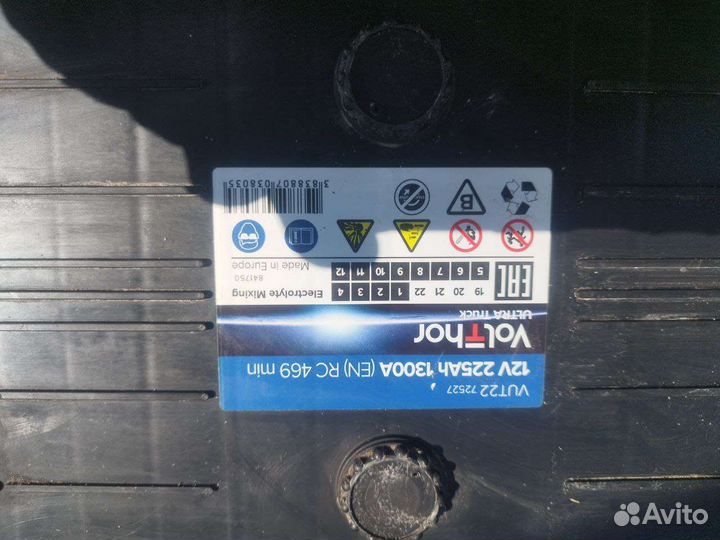 VUT22 72527
12V 225Ah 1300A (EN) RC 469 min
VolThor
ULTRA Truck
EAC
19 20 21 22 1 2 3 4 Electrolyte Mixing
841750
5 6 7 8 9 10 11 12 Made in Europe
B
3 838807 038035
Avito